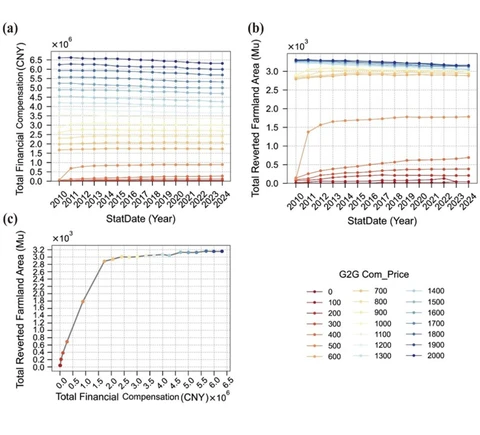 (a)
×10⁶
Total Financial Compensation (CNY)
6.5
6.0
5.5
5.0
4.5
4.0
3.5
3.0
2.5
2.0
1.5
1.0
0.5
0.0
2010 2011 2012 2013 2014 2015 2016 2017 2018 2019 2020 2021 2022 2023 2024
StatDate (Year)
(b)
×10³
Total Reverted Farmland Area (Mu)
3.0
2.5
2.0
1.5
1.0
0.5
0.0
2010 2011 2012 2013 2014 2015 2016 2017 2018 2019 2020 2021 2022 2023 2024
StatDate (Year)
(c)
×10³
Total Reverted Farmland Area (Mu)
3.2
3.0
2.8
2.6
2.4
2.2
2.0
1.8
1.6
1.4
1.2
1.0
0.8
0.6
0.4
0.2
0.0
0.0 0.5 1.0 1.5 2.0 2.5 3.0 3.5 4.0 4.5 5.0 5.5 6.0 6.5
Total Financial Compensation (CNY)×10⁶
G2G Com_Price
0 700 1400
100 800 1500
200 900 1600
300 1000 1700
400 1100 1800
500 1200 1900
600 1300 2000